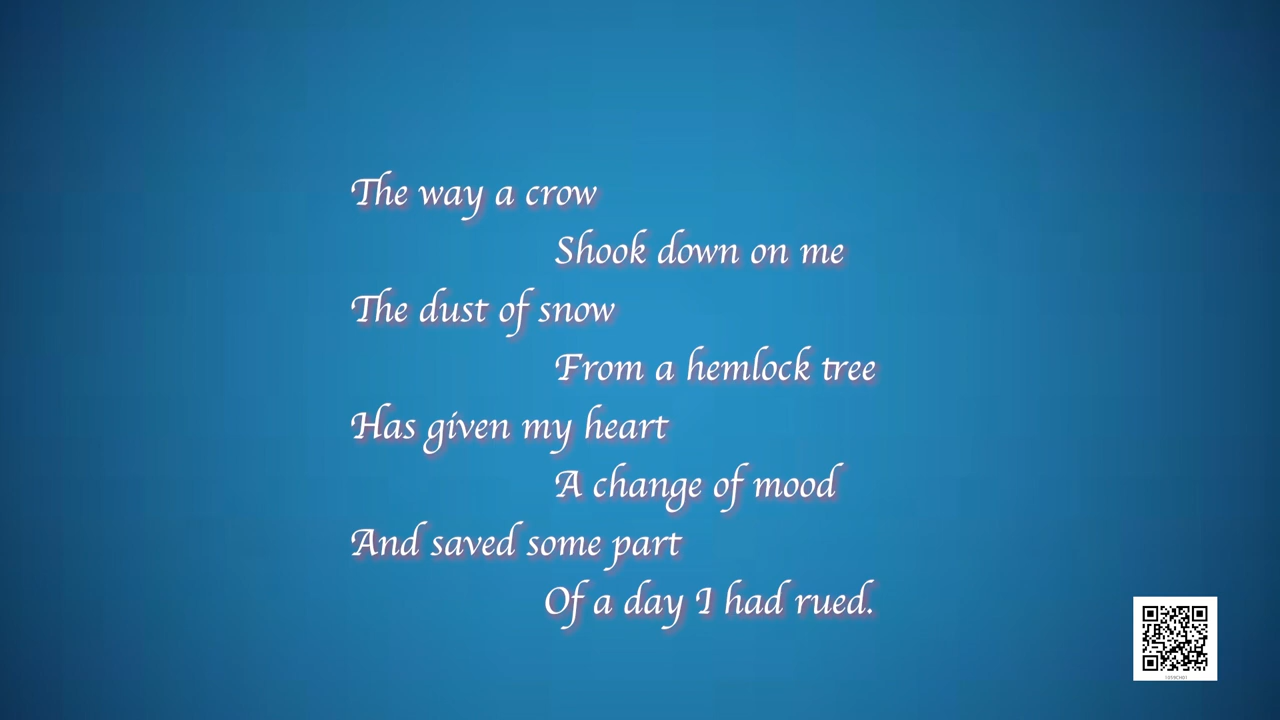 The way a crow
Shook down on me
The dust of snow
From a hemlock tree
Has given my heart
A change of mood
And saved some part
Of a day I had rued.
1059CH01